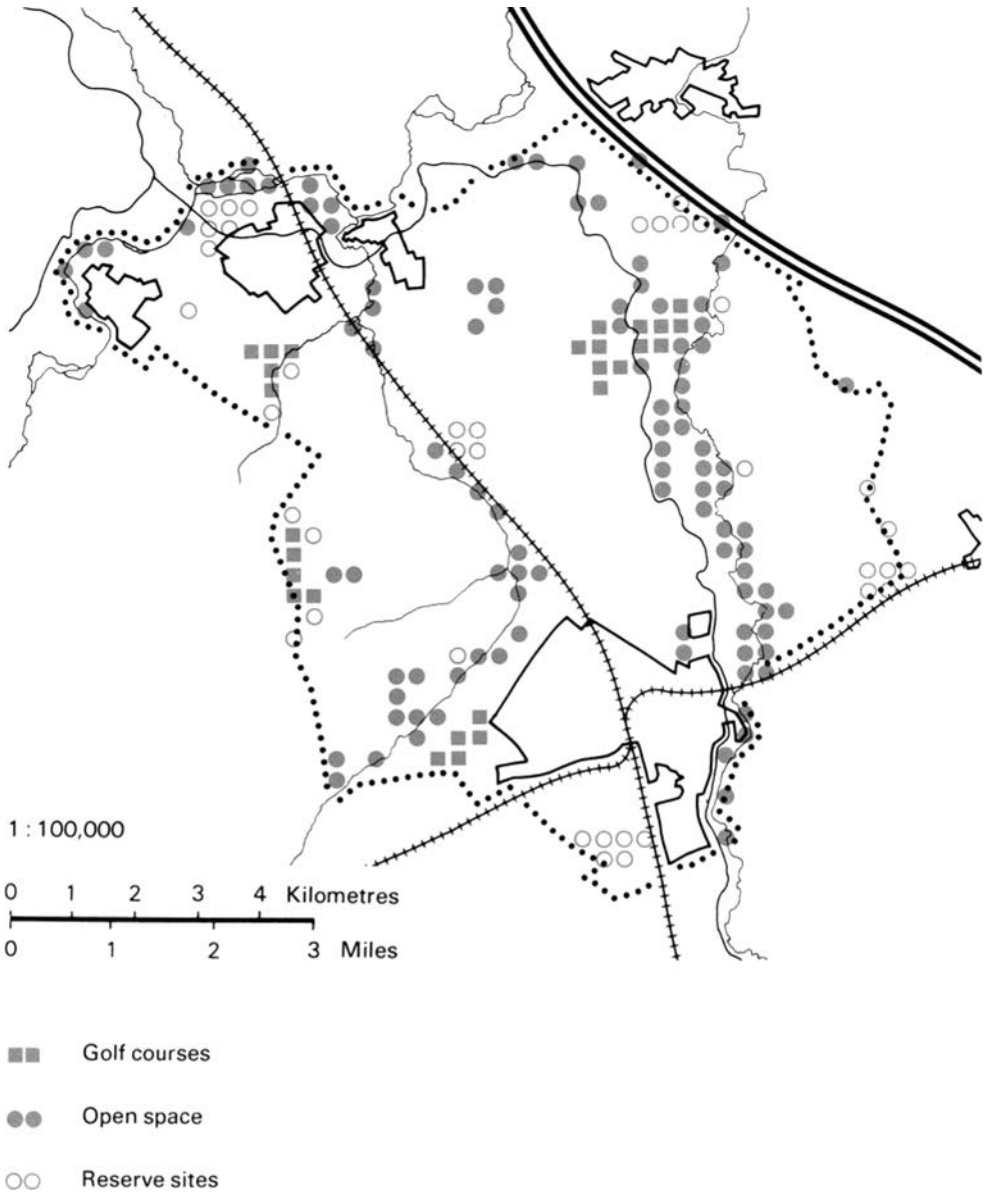 1 : 100,000
0 1 2 3 4 Kilometres
0 1 2 3 Miles
Golf courses
Open space
Reserve sites